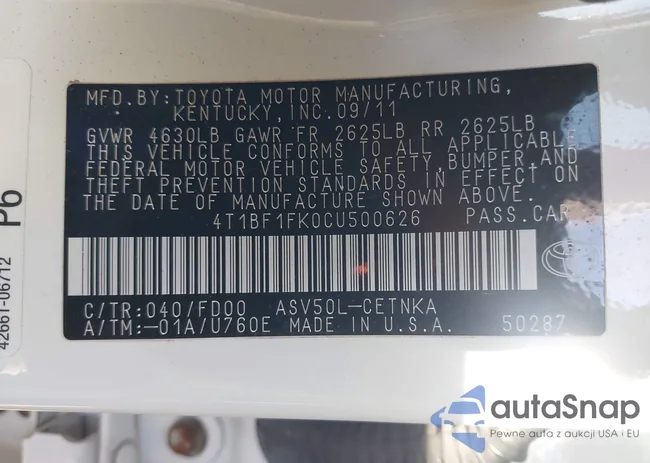 MFD.BY:TOYOTA MOTOR MANUFACTURING,
KENTUCKY,INC.09/11
GVWR 4630LB GAWR FR 2625LB RR 2625LB
THIS VEHICLE CONFORMS TO ALL APPLICABLE
FEDERAL MOTOR VEHICLE SAFETY,BUMPER,AND
THEFT PREVENTION STANDARDS IN EFFECT ON
THE DATE OF MANUFACTURE SHOWN ABOVE.
4T1BF1FK0CU500626 PASS.CAR
C/TR:040/FD00 ASV50L-CETNKA
A/TM:-01A/U760E MADE IN U.S.A. 50287
42661-06/12 P6
autaSnap
Pewne auta z aukcji USA i EU